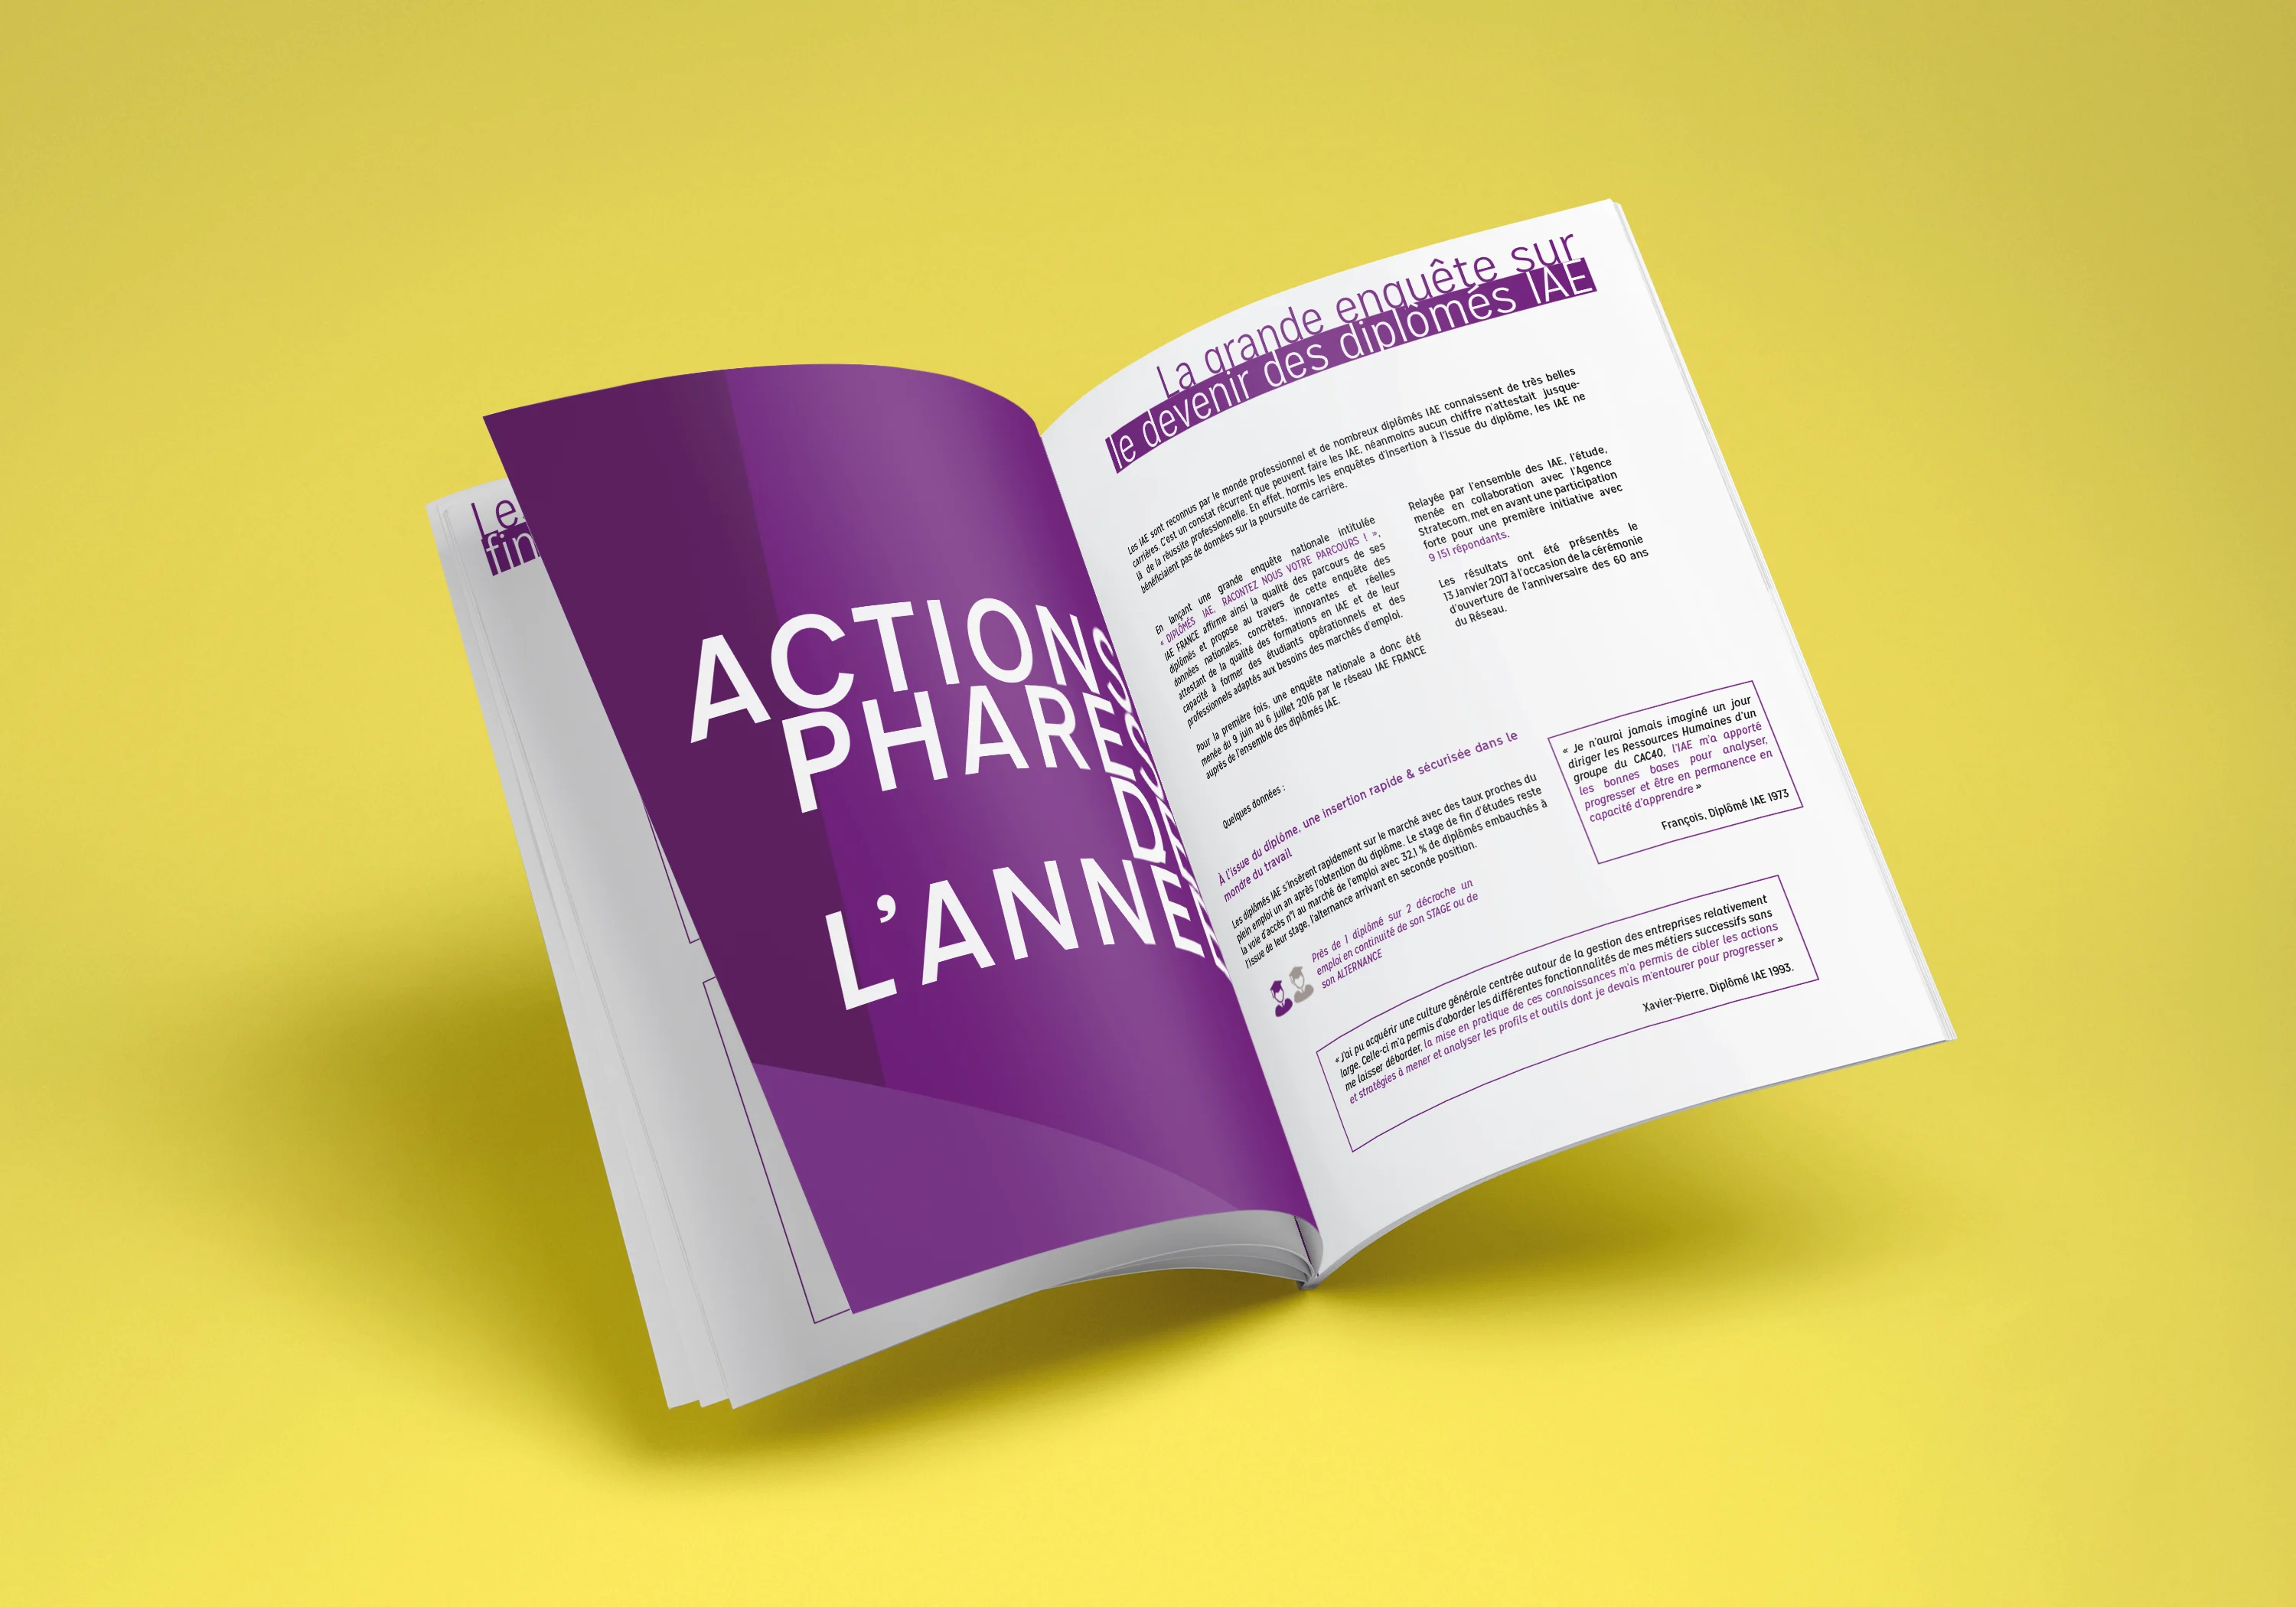 Le
fin
ACTIONS
PHARES
DE
L'ANNÉE
La grande enquête sur
le devenir des diplômés IAE
Les IAE sont reconnus par le monde professionnel et de nombreux diplômés IAE connaissent de très belles
carrières. C'est un constat récurrent que peuvent faire les IAE, néanmoins aucun chiffre n'attestait jusque-
là de la réussite professionnelle. En effet, hormis les enquêtes d'insertion à l'issue du diplôme, les IAE ne
bénéficiaient pas de données sur la poursuite de carrière.
En lançant une grande enquête nationale intitulée
« DIPLÔMÉS IAE, RACONTEZ NOUS VOTRE PARCOURS ! »,
IAE FRANCE affirme ainsi la qualité des parcours de ses
diplômés et propose au travers de cette enquête des
données nationales, concrètes, innovantes et réelles
attestant de la qualité des formations en IAE et de leur
capacité à former des étudiants opérationnels et des
professionnels adaptés aux besoins des marchés d'emploi.
Pour la première fois, une enquête nationale a donc été
menée du 9 juin au 6 juillet 2016 par le réseau IAE FRANCE
auprès de l'ensemble des diplômés IAE.
Relayée par l'ensemble des IAE, l'étude,
menée en collaboration avec l'Agence
Stratecom, met en avant une participation
forte pour une première initiative avec
9 151 répondants.
Les résultats ont été présentés le
13 Janvier 2017 à l'occasion de la cérémonie
d'ouverture de l'anniversaire des 60 ans
du Réseau.
Quelques données :
À l'issue du diplôme, une insertion rapide & sécurisée dans le
mondre du travail
Les diplômés IAE s'insèrent rapidement sur le marché avec des taux proches du
plein emploi un an après l'obtention du diplôme. Le stage de fin d'études reste
la voie d'accès n°1 au marché de l'emploi avec 32,1 % de diplômés embauchés à
l'issue de leur stage, l'alternance arrivant en seconde position.
Près de 1 diplômé sur 2 décroche un
emploi en continuité de son STAGE ou de
son ALTERNANCE
« Je n'aurai jamais imaginé un jour
diriger les Ressources Humaines d'un
groupe du CAC40, l'IAE m'a apporté
les bonnes bases pour analyser,
progresser et être en permanence en
capacité d'apprendre »
François, Diplômé IAE 1973
« J'ai pu acquérir une culture générale centrée autour de la gestion des entreprises relativement
large. Celle-ci m'a permis d'aborder les différentes fonctionnalités de mes métiers successifs sans
me laisser déborder, la mise en pratique de ces connaissances m'a permis de cibler les actions
et stratégies à mener et analyser les profils et outils dont je devais m'entourer pour progresser »
Xavier-Pierre, Diplômé IAE 1993.